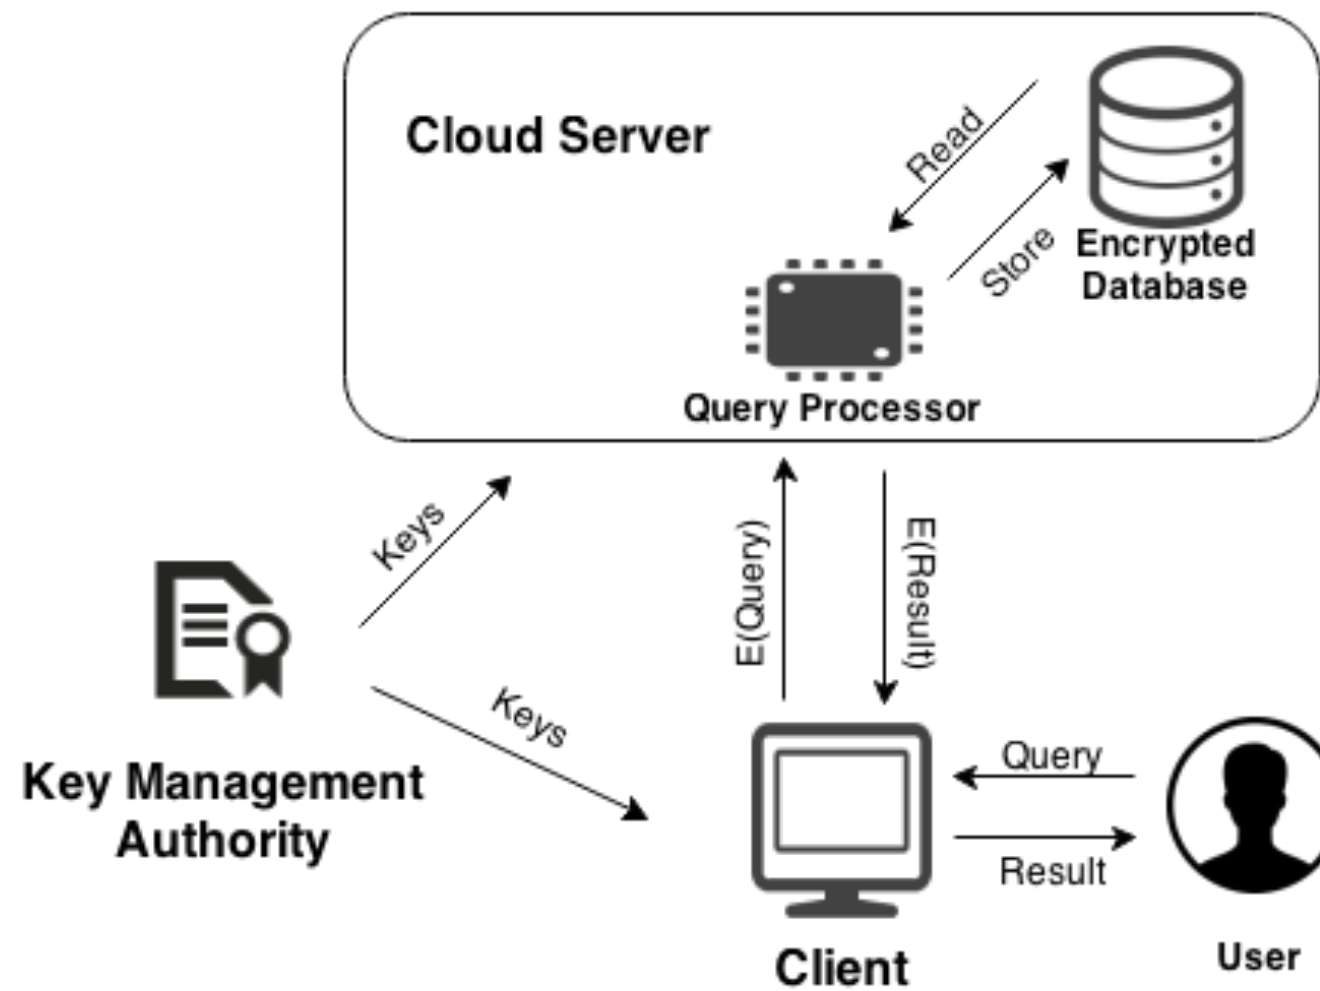 Cloud Server
Read
Store
Encrypted
Database
Query Processor
Keys
E(Query)
E(Result)
Keys
Key Management
Authority
Query
Result
Client
User